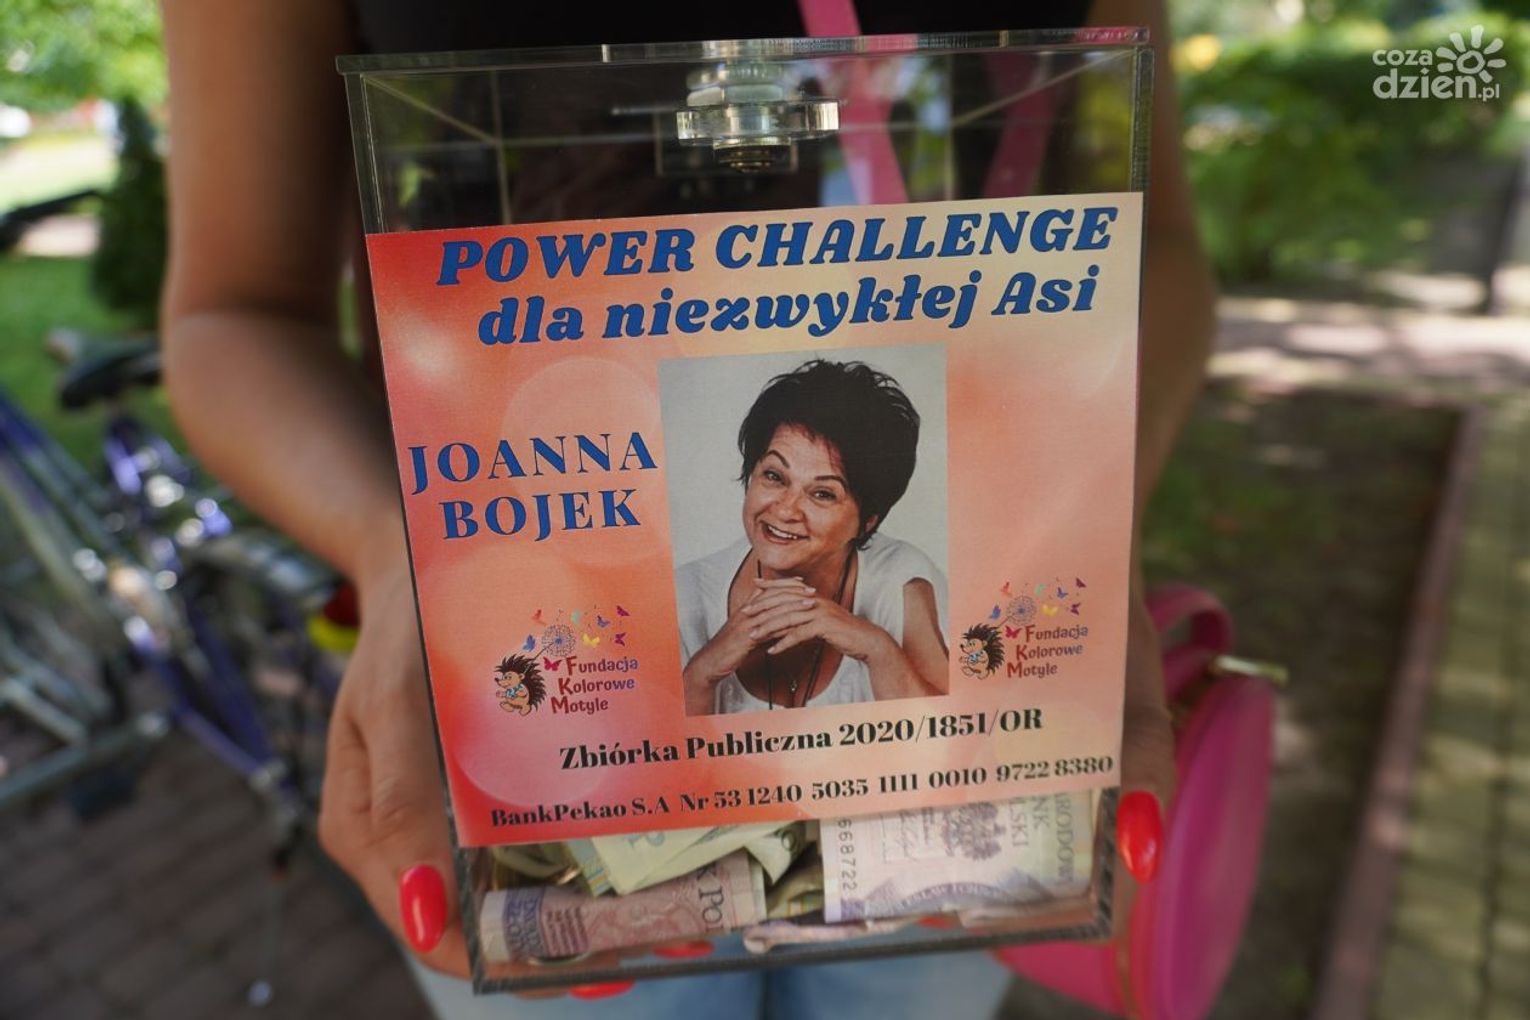 coza
dzien.pl
POWER CHALLENGE
dla niezwykłej Asi
JOANNA
BOJEK
Fundacja
Kolorowe
Motyle
Fundacja
Kolorowe
Motyle
Zbiórka Publiczna 2020/1851/OR
BankPekao S.A Nr 53 1240 5035 1111 0010 9722 8380
668722